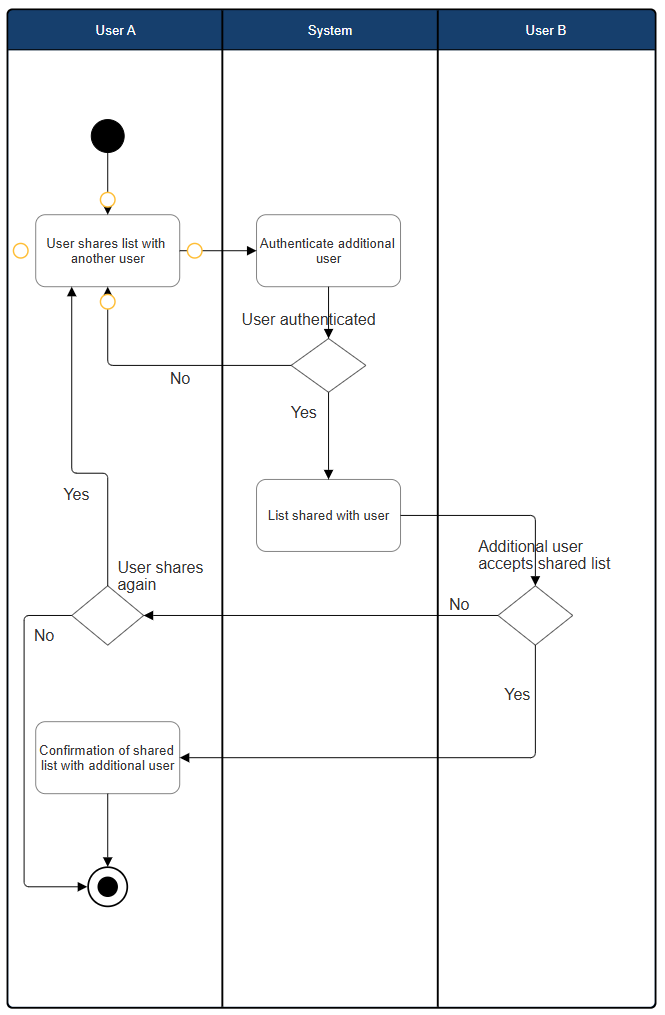 User A
System
User B
User shares list with
another user
Authenticate additional
user
User authenticated
No
Yes
List shared with user
Yes
Additional user
accepts shared list
User shares
again
No
No
Yes
Confirmation of shared
list with additional user